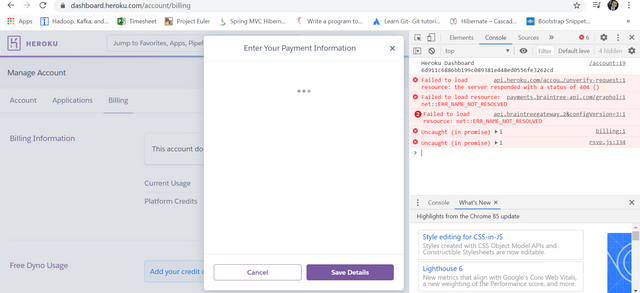 dashboard.heroku.com/account/billing
Apps
Hadoop, Kafka, and...
Timesheet
Project Euler
Spring MVC Hibern...
Write a program to...
Learn Git- Git tutori...
Hibernate – Cascad...
Bootstrap Snippet...
HEROKU
Jump to Favorites, Apps, Pipel
Manage Account
Account
Applications
Billing
Billing Information
This account do
Current Usage
Platform Credits
Free Dyno Usage
Add your credit c
Enter Your Payment Information
Cancel
Save Details
Elements
Console
Sources
»
6
top
Filter
Default leve
4 hidden
Heroku Dashboard
/account:19
Failed to load
api.heroku.com/accou…/unverify-request:1
resource: the server responded with a status of 404 ()
Failed to load resource:
payments.braintree-api.com/graphql:1
net::ERR_NAME_NOT_RESOLVED
2
Failed to load
api.braintreegateway…2&configVersion=3:1
resource: net::ERR_NAME_NOT_RESOLVED
Uncaught (in promise) ▸ i
billing:1
Uncaught (in promise) ▸ i
rsvp.js:334
Console
What's New
Highlights from the Chrome 85 update
Style editing for CSS-in-JS
Styles created with CSS Object Model APIs and
Constructible Stylesheets are now editable.
Lighthouse 6
New metrics that align with Google's Core Web Vitals,
a new weighting of the Performance score, and more.